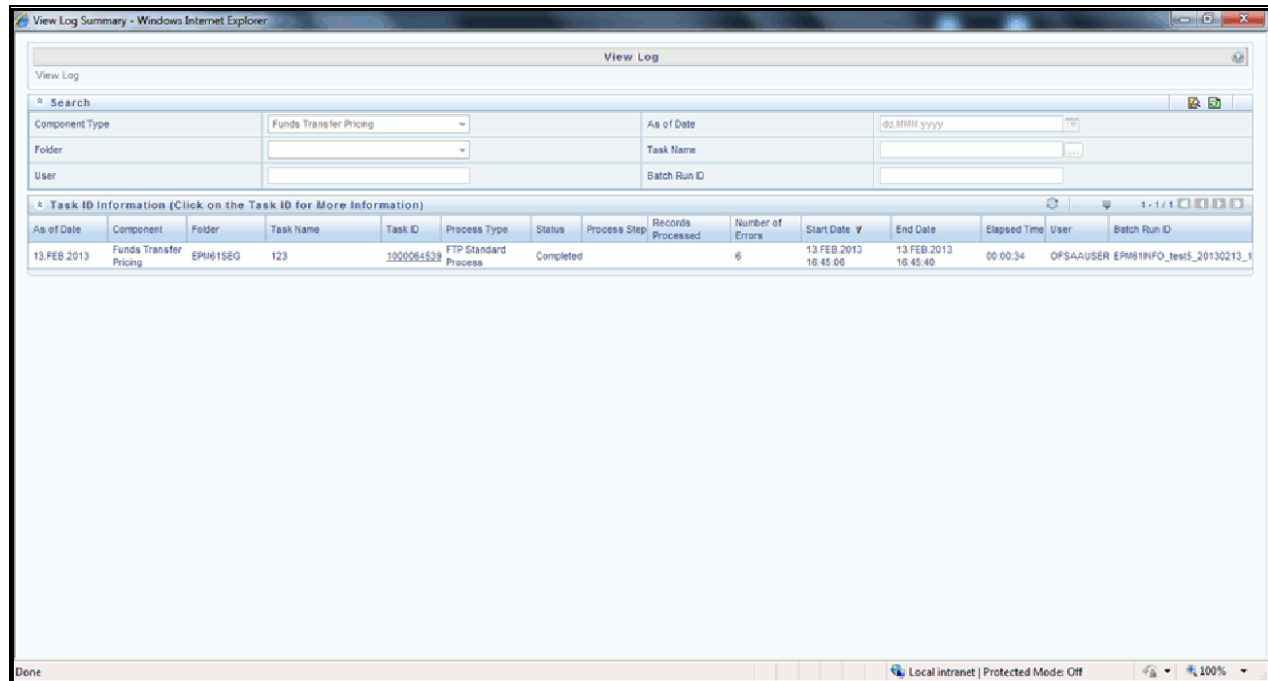 View Log Summary - Windows Internet Explorer
View Log
View Log
Search
Component Type Funds Transfer Pricing As of Date dd.MMM.yyyy
Folder Task Name ...
User Batch Run ID
Task ID Information (Click on the Task ID for More Information) 1-1/1
As of Date Component Folder Task Name Task ID Process Type Status Process Step Records Processed Number of Errors Start Date End Date Elapsed Time User Batch Run ID
13.FEB.2013 Funds Transfer Pricing EPM61SEG 123 1000064539 FTP Standard Process Completed 6 13.FEB.2013 16:45:06 13.FEB.2013 16:45:40 00:00:34 OFSAAUSER EPM61INFO_test5_20130213_1
Done Local intranet | Protected Mode: Off 100%